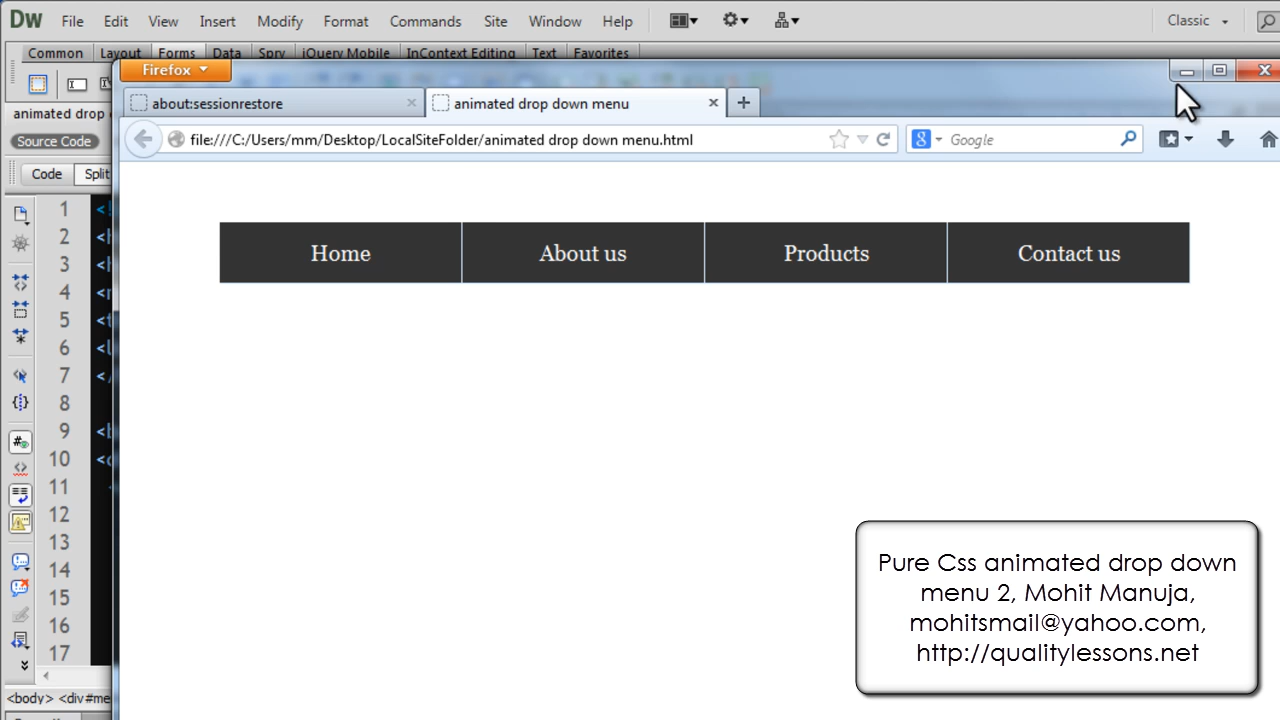 DW File Edit View Insert Modify Format Commands Site Window Help Classic
Common Layout Forms Data Spry jQuery Mobile InContext Editing Text Favorites
Firefox
about:sessionrestore animated drop down menu
animated drop
file:///C:/Users/mm/Desktop/LocalSiteFolder/animated drop down menu.html Google
Source Code
Code Split
1
2
3
4
5
6
7
8
9
10
11
12
13
14
15
16
17
Home About us Products Contact us
Pure Css animated drop down
menu 2, Mohit Manuja,
mohitsmail@yahoo.com,
http://qualitylessons.net
<body> <div#me